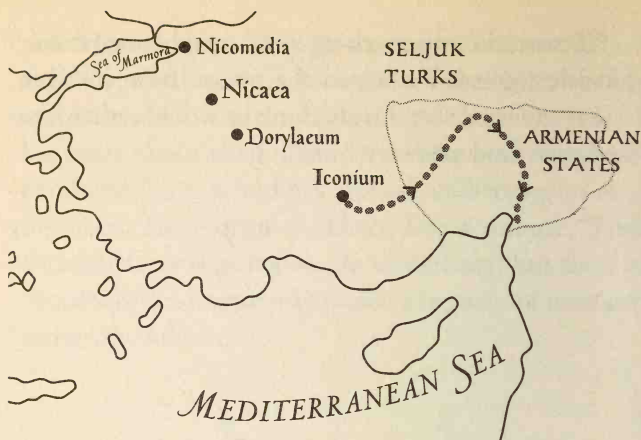 Sea of Marmora
Nicomedia
Nicaea
Dorylaeum
SELJUK
TURKS
ARMENIAN
STATES
Iconium
MEDITERRANEAN SEA